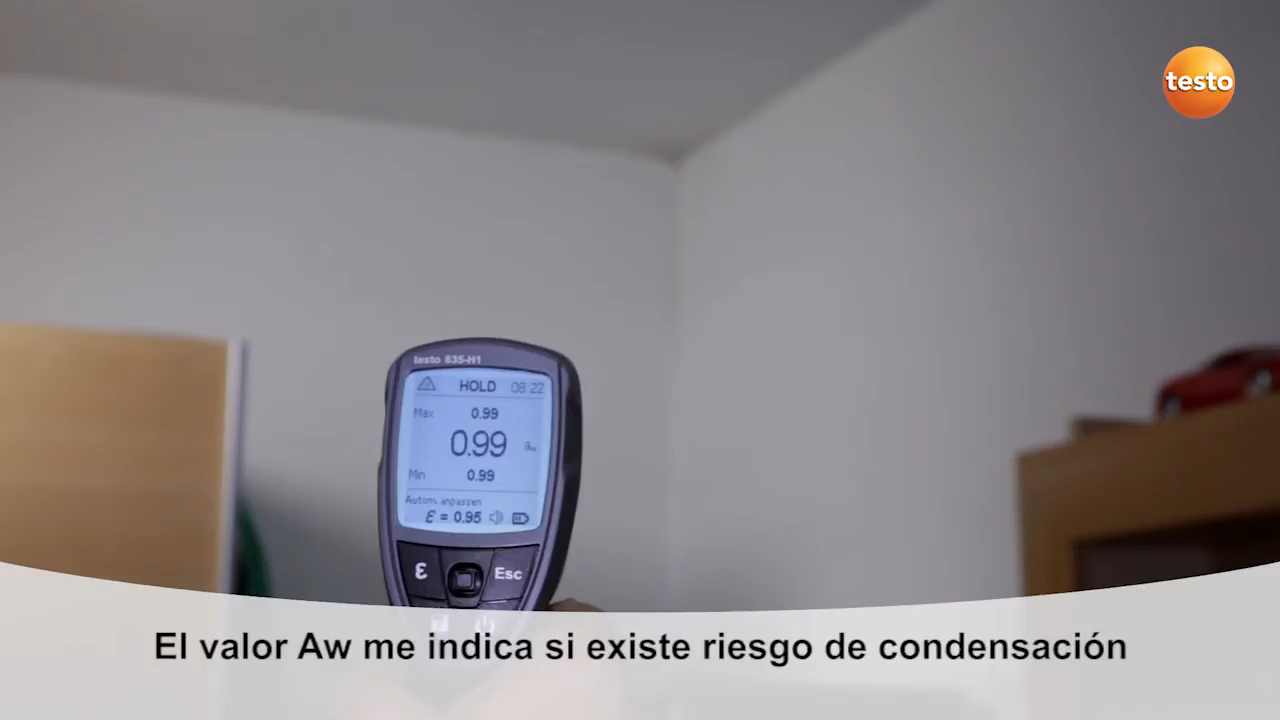 testo
testo 835-H1
HOLD 08:22
Max 0.99
0.99 aw
Min 0.99
Autom. anpassen
ε = 0.95
ε Esc
El valor Aw me indica si existe riesgo de condensación